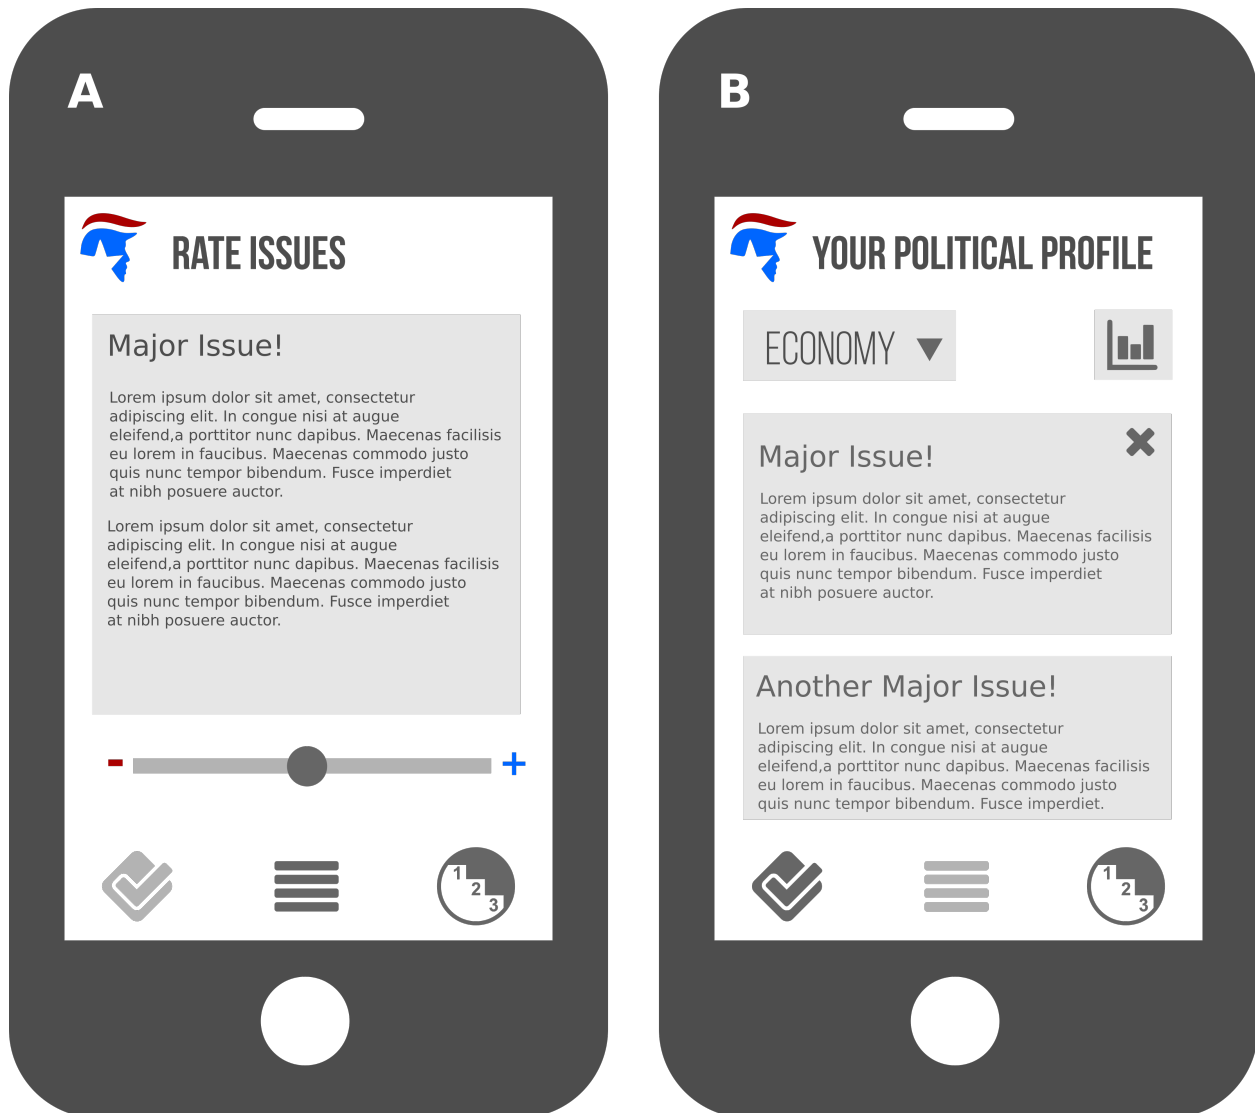 A
RATE ISSUES
Major Issue!
Lorem ipsum dolor sit amet, consectetur
adipiscing elit. In congue nisi at augue
eleifend,a porttitor nunc dapibus. Maecenas facilisis
eu lorem in faucibus. Maecenas commodo justo
quis nunc tempor bibendum. Fusce imperdiet
at nibh posuere auctor.
Lorem ipsum dolor sit amet, consectetur
adipiscing elit. In congue nisi at augue
eleifend,a porttitor nunc dapibus. Maecenas facilisis
eu lorem in faucibus. Maecenas commodo justo
quis nunc tempor bibendum. Fusce imperdiet
at nibh posuere auctor.
- +
1
2
3
B
YOUR POLITICAL PROFILE
ECONOMY
Major Issue!
Lorem ipsum dolor sit amet, consectetur
adipiscing elit. In congue nisi at augue
eleifend,a porttitor nunc dapibus. Maecenas facilisis
eu lorem in faucibus. Maecenas commodo justo
quis nunc tempor bibendum. Fusce imperdiet
at nibh posuere auctor.
Another Major Issue!
Lorem ipsum dolor sit amet, consectetur
adipiscing elit. In congue nisi at augue
eleifend,a porttitor nunc dapibus. Maecenas facilisis
eu lorem in faucibus. Maecenas commodo justo
quis nunc tempor bibendum. Fusce imperdiet.
1
2
3